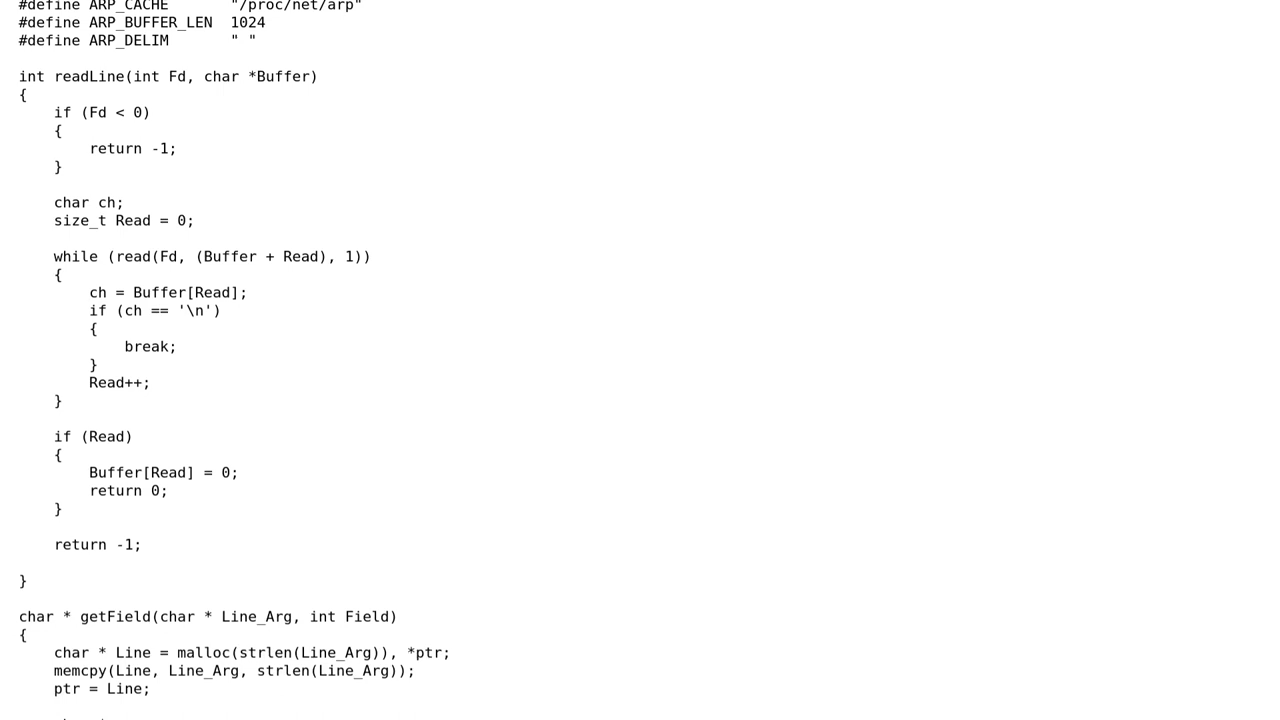 #define ARP_CACHE       "/proc/net/arp"
#define ARP_BUFFER_LEN  1024
#define ARP_DELIM       " "
int readLine(int Fd, char *Buffer)
{
    if (Fd < 0)
    {
        return -1;
    }
    char ch;
    size_t Read = 0;
    while (read(Fd, (Buffer + Read), 1))
    {
        ch = Buffer[Read];
        if (ch == '\n')
        {
            break;
        }
        Read++;
    }
    if (Read)
    {
        Buffer[Read] = 0;
        return 0;
    }
    return -1;
}
char * getField(char * Line_Arg, int Field)
{
    char * Line = malloc(strlen(Line_Arg)), *ptr;
    memcpy(Line, Line_Arg, strlen(Line_Arg));
    ptr = Line;